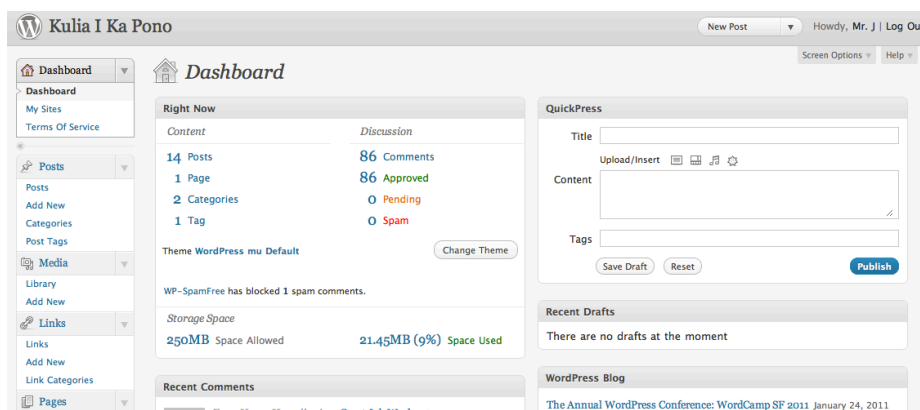 Kulia I Ka Pono
New Post
Howdy, Mr. J | Log Ou
Screen Options
Help
Dashboard
Dashboard
My Sites
Terms Of Service
Posts
Posts
Add New
Categories
Post Tags
Media
Library
Add New
Links
Links
Add New
Link Categories
Pages
Dashboard
Right Now
Content
Discussion
14 Posts
86 Comments
1 Page
86 Approved
2 Categories
0 Pending
1 Tag
0 Spam
Theme WordPress mu Default
Change Theme
WP-SpamFree has blocked 1 spam comments.
Storage Space
250MB Space Allowed
21.45MB (9%) Space Used
Recent Comments
QuickPress
Title
Upload/Insert
Content
Tags
Save Draft
Reset
Publish
Recent Drafts
There are no drafts at the moment
WordPress Blog
The Annual WordPress Conference: WordCamp SF 2011 January 24, 2011